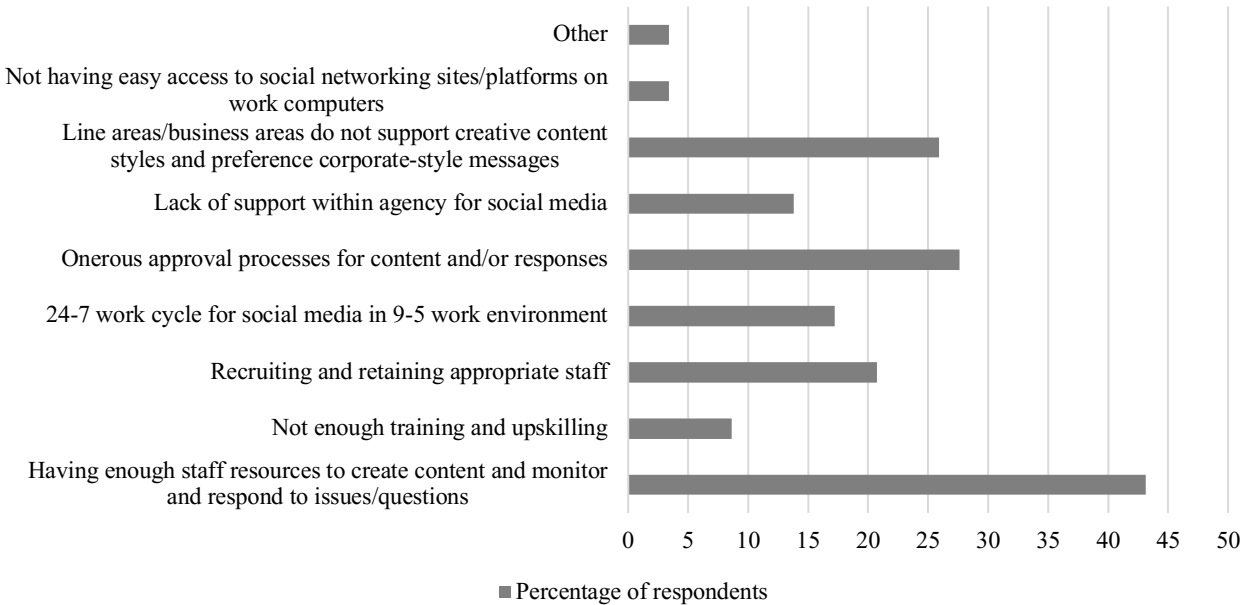 Other
Not having easy access to social networking sites/platforms on
work computers
Line areas/business areas do not support creative content
styles and preference corporate-style messages
Lack of support within agency for social media
Onerous approval processes for content and/or responses
24-7 work cycle for social media in 9-5 work environment
Recruiting and retaining appropriate staff
Not enough training and upskilling
Having enough staff resources to create content and monitor
and respond to issues/questions
0 5 10 15 20 25 30 35 40 45 50
Percentage of respondents